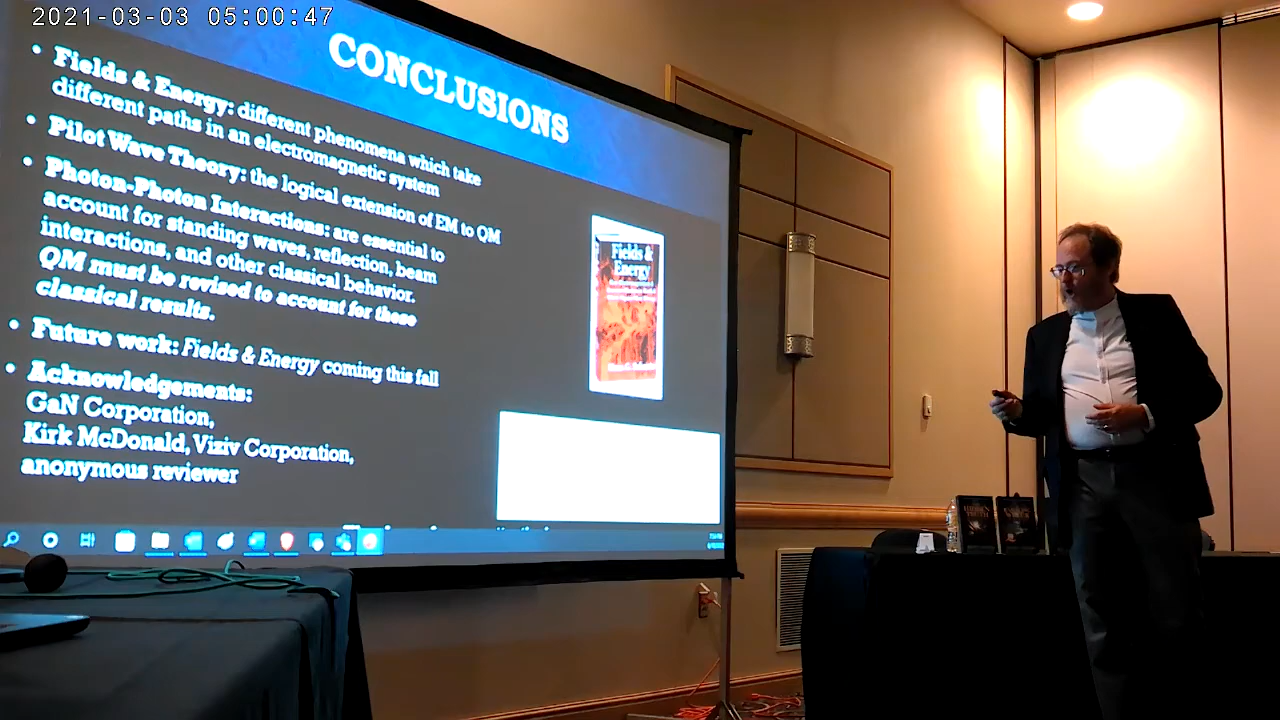 2021-03-03 05:00:47
CONCLUSIONS
• Fields & Energy: different phenomena which take
different paths in an electromagnetic system
• Pilot Wave Theory: the logical extension of EM to QM
• Photon-Photon Interactions: are essential to
account for standing waves, reflection, beam
interactions, and other classical behavior.
QM must be revised to account for these
classical results.
• Future work: Fields & Energy coming this fall
• Acknowledgements:
GaN Corporation,
Kirk McDonald, Viziv Corporation,
anonymous reviewer
Fields &
Energy